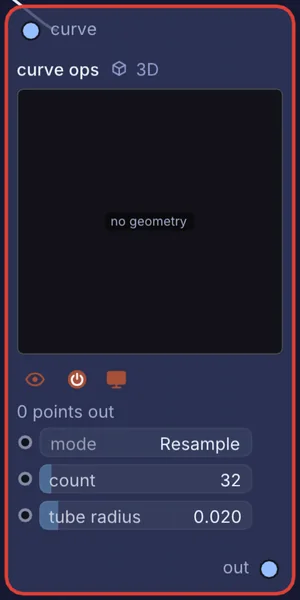 curve
curve ops 3D
no geometry
0 points out
mode Resample
count 32
tube radius 0.020
out